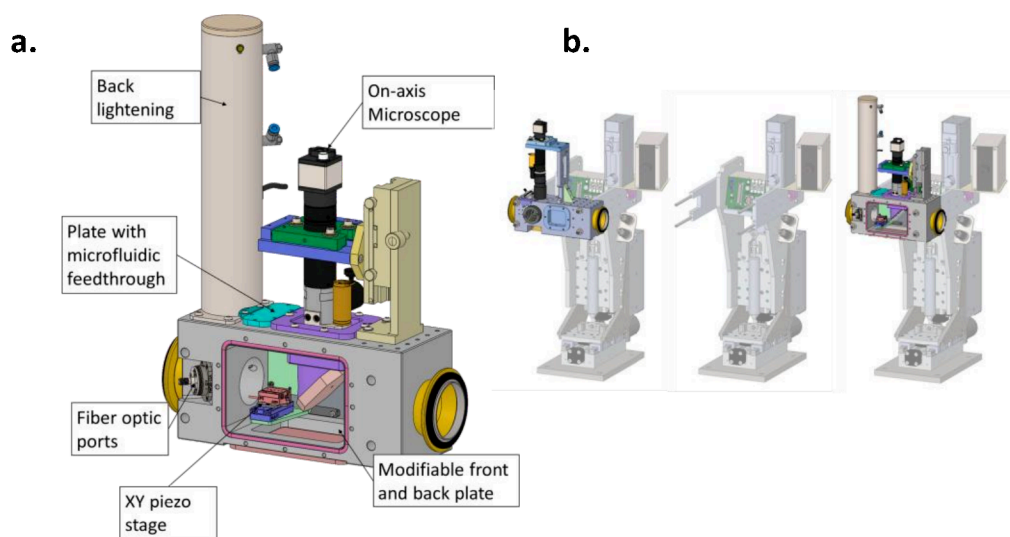 a.
b.
Back
lightening
On-axis
Microscope
Plate with
microfluidic
feedthrough
Fiber optic
ports
XY piezo
stage
Modifiable front
and back plate